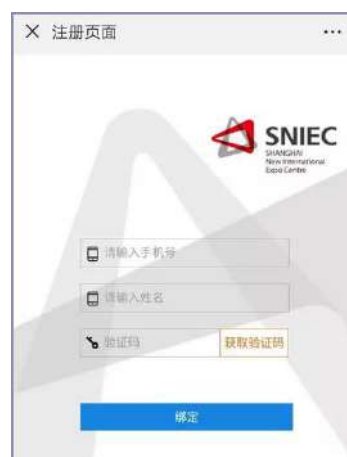 注册页面
SNIEC
SHANGHAI
New International
Expo Centre
请输入手机号
请输入姓名
验证码
获取验证码
绑定